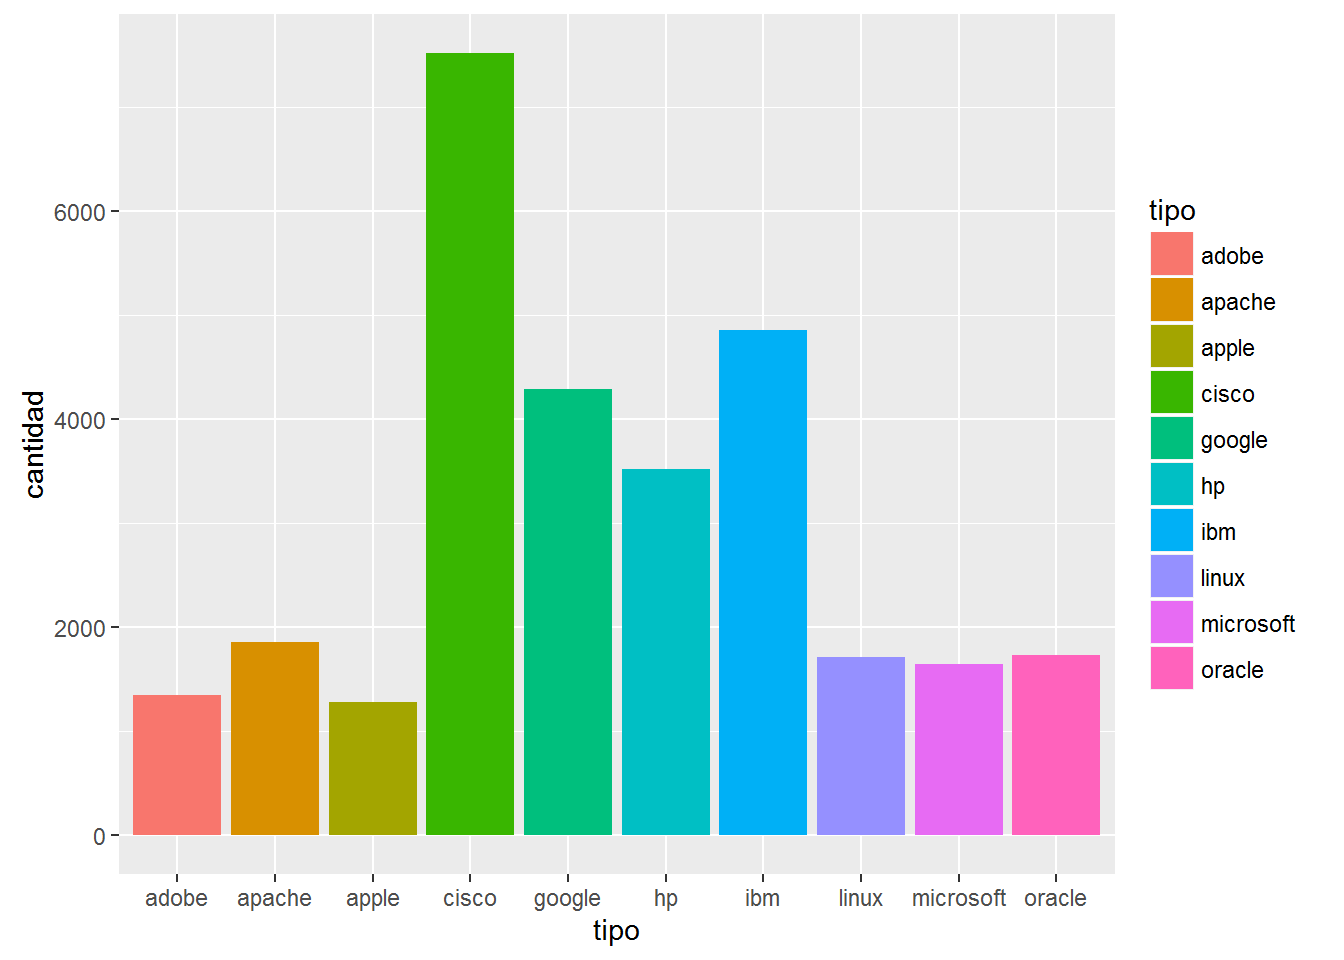 cantidad
6000
4000
2000
0
adobe apache apple cisco google hp ibm linux microsoft oracle
tipo
tipo
adobe
apache
apple
cisco
google
hp
ibm
linux
microsoft
oracle